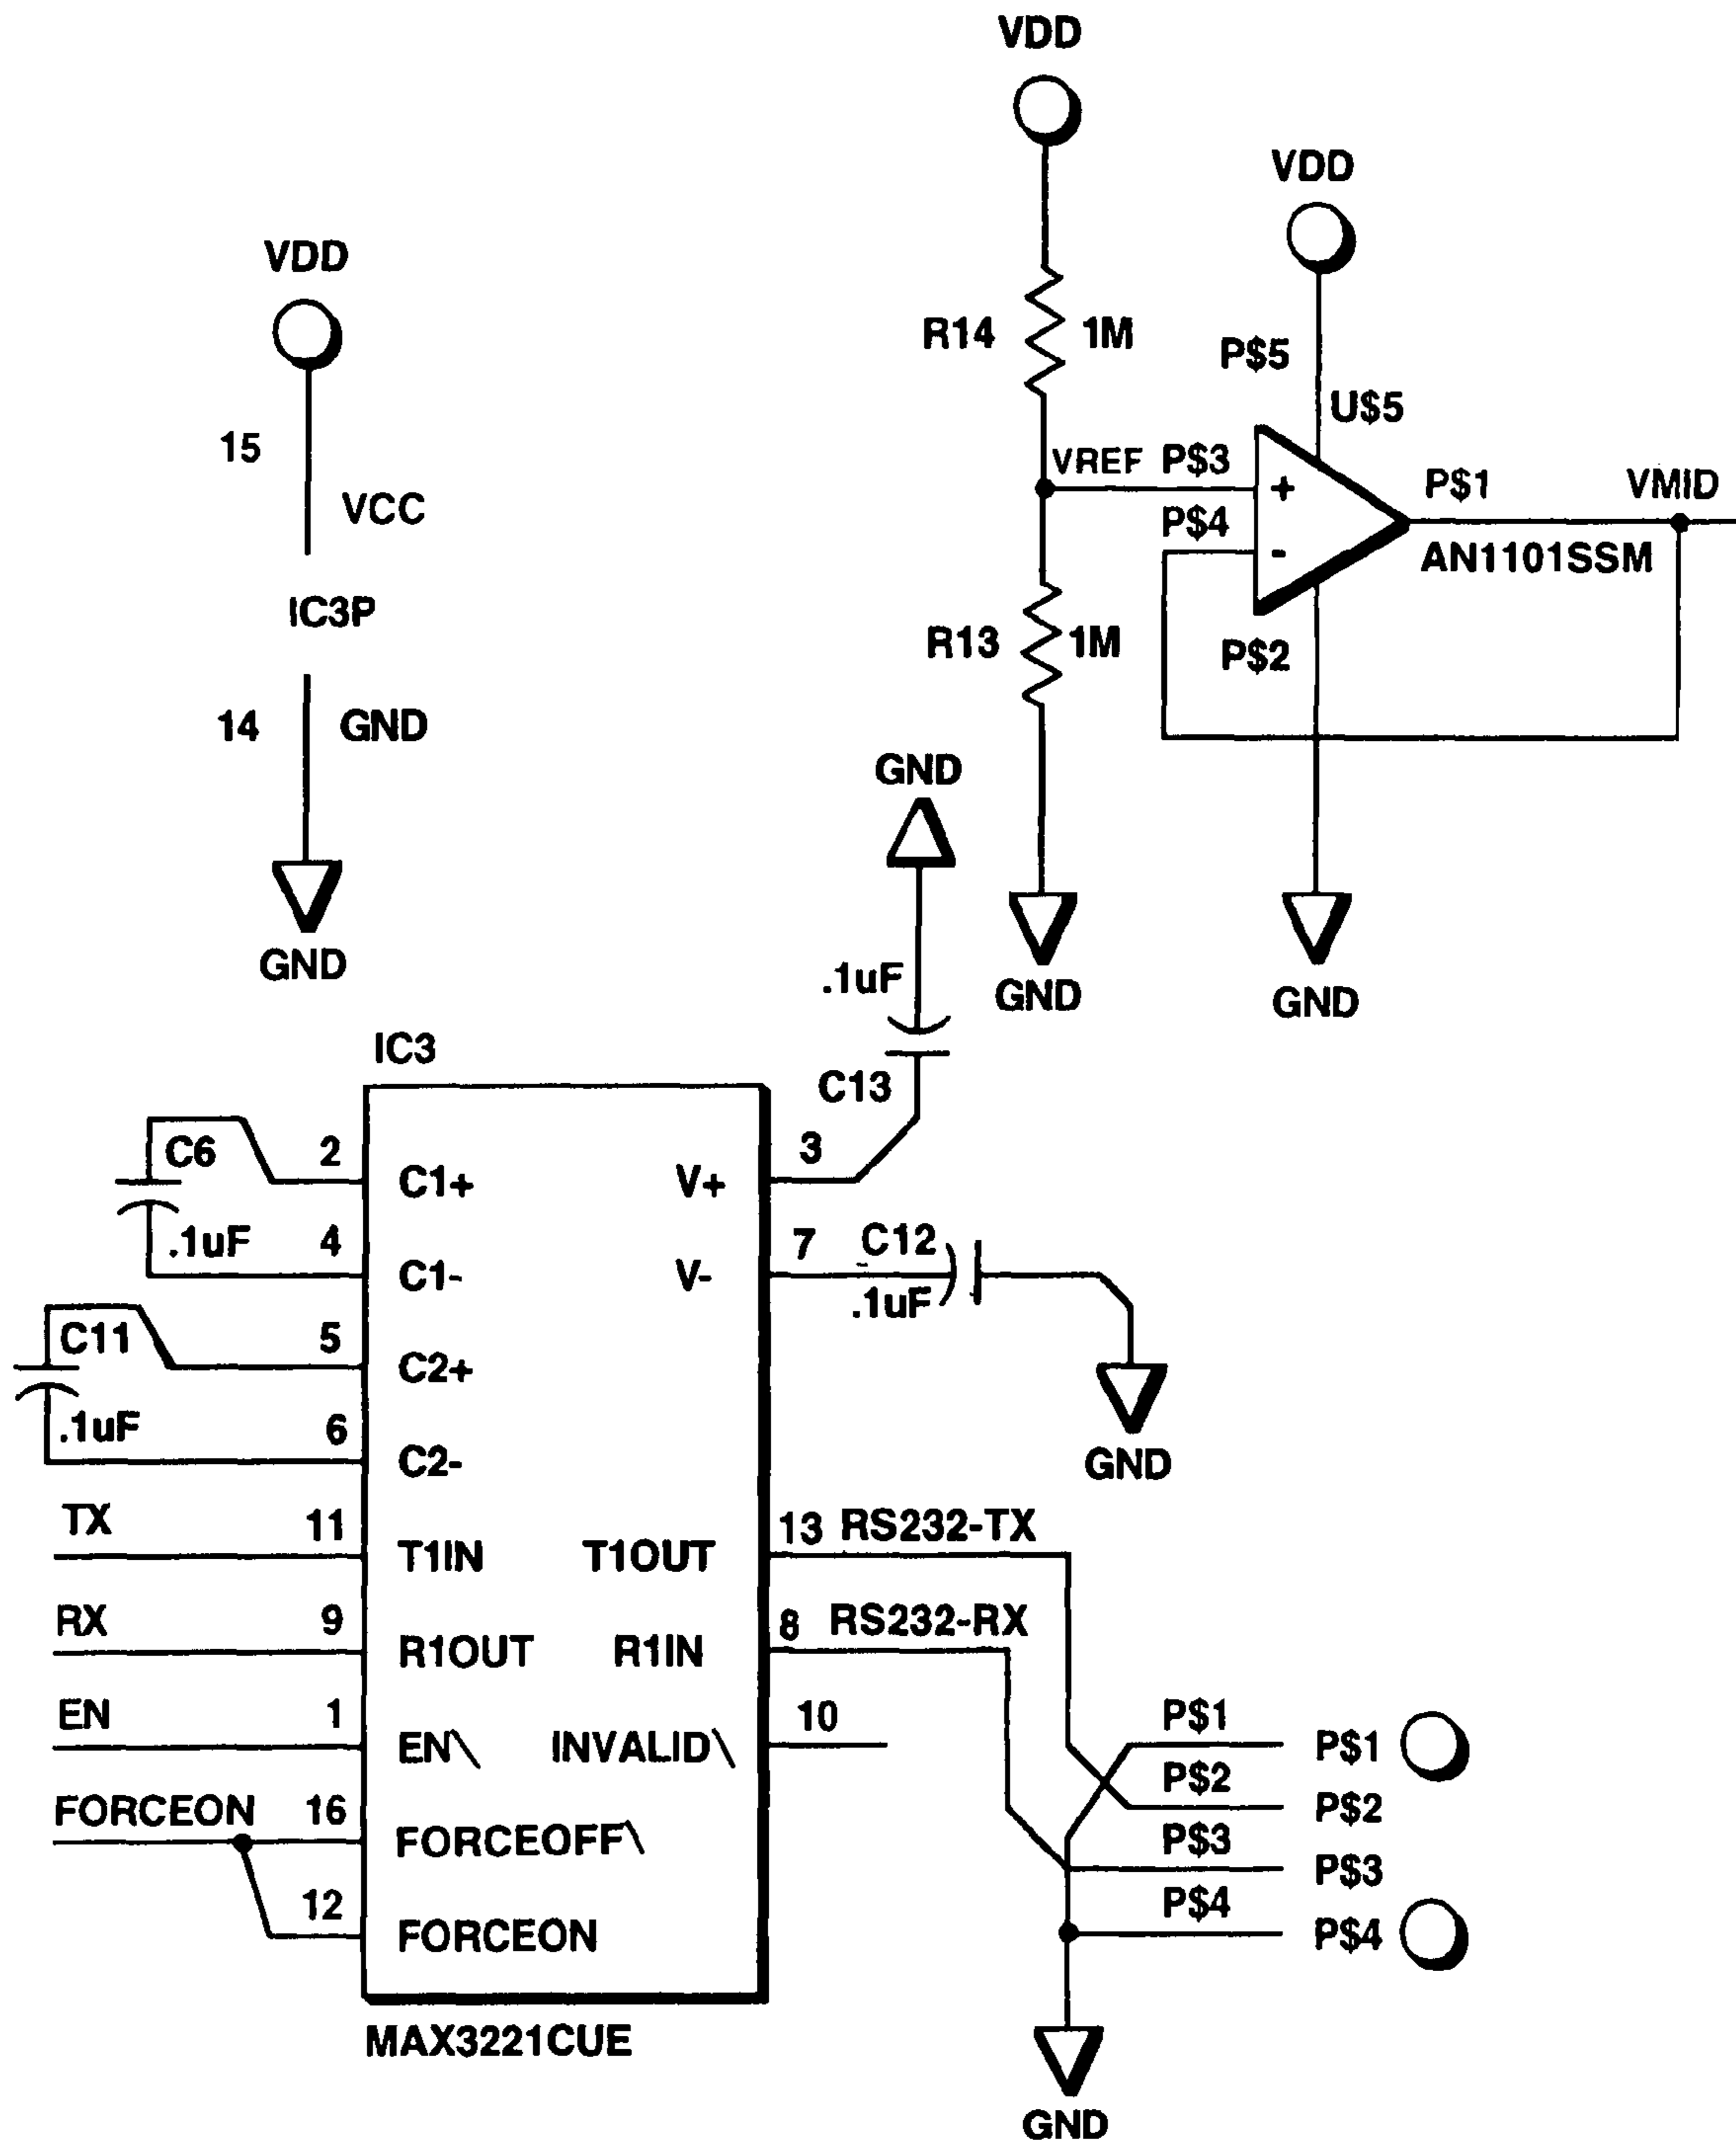 VDD
VDD
VDD
R14 1M
P$5
U$5
15
VCC
VREF P$3
+
P$1 VMID
P$4
-
AN1101SSM
IC3P
R13 1M
P$2
14 GND
GND
GND
.1uF
GND
GND
IC3
C13
C6 2 3
C1+ V+
.1uF 4 7 C12
C1- V-
.1uF
C11 5
C2+
.1uF 6
C2-
GND
TX 11 13 RS232-TX
T1IN T1OUT
RX 9 8 RS232-RX
R1OUT R1IN
EN 1 10 P$1
EN\ INVALID\ P$1
P$2
FORCEON 16 P$2
FORCEOFF\ P$3
P$3
12 P$4
FORCEON P$4
MAX3221CUE
GND